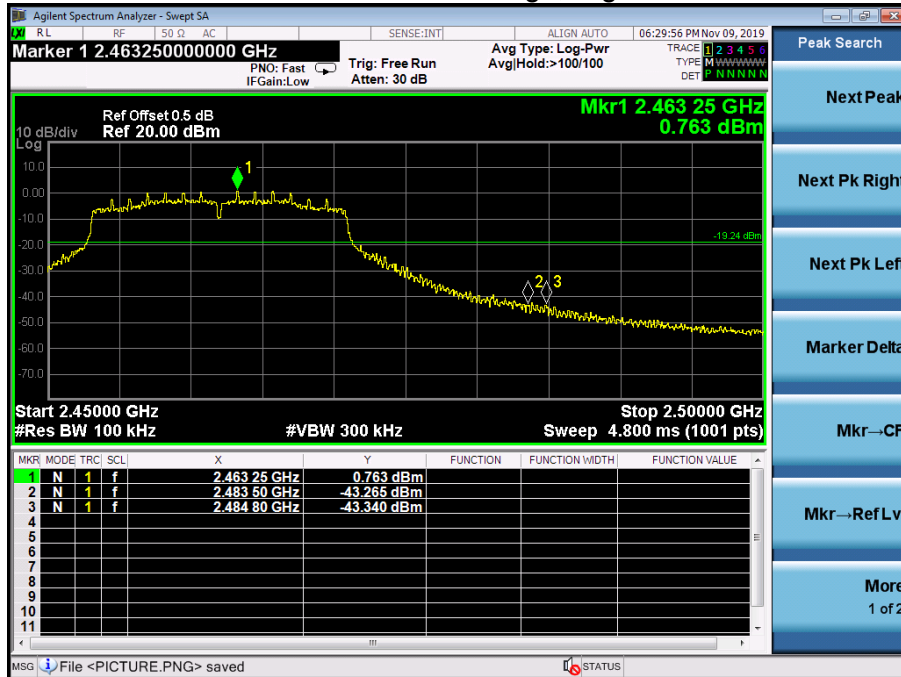 Agilent Spectrum Analyzer - Swept SA
LXI RL RF 50 Ω AC SENSE:INT ALIGN AUTO 06:29:56 PM Nov 09, 2019
Marker 1 2.463250000000 GHz
PNO: Fast
IFGain:Low
Trig: Free Run
Atten: 30 dB
Avg Type: Log-Pwr
Avg|Hold:>100/100
TRACE 1 2 3 4 5 6
TYPE M WWWWW
DET P N N N N N
Peak Search
Next Peak
Next Pk Right
Next Pk Left
Marker Delta
Mkr→CF
Mkr→Ref Lv
More
1 of 2
Mkr1 2.463 25 GHz
0.763 dBm
Ref Offset 0.5 dB
10 dB/div Ref 20.00 dBm
Log
10.0
0.00
-10.0
-20.0
-30.0
-40.0
-50.0
-60.0
-70.0
1
-19.24 dBm
2 3
Start 2.45000 GHz Stop 2.50000 GHz
#Res BW 100 kHz #VBW 300 kHz Sweep 4.800 ms (1001 pts)
MKR MODE TRC SCL X Y FUNCTION FUNCTION WIDTH FUNCTION VALUE
1 N 1 f 2.463 25 GHz 0.763 dBm
2 N 1 f 2.483 50 GHz -43.265 dBm
3 N 1 f 2.484 80 GHz -43.340 dBm
4
5
6
7
8
9
10
11
MSG File <PICTURE.PNG> saved STATUS